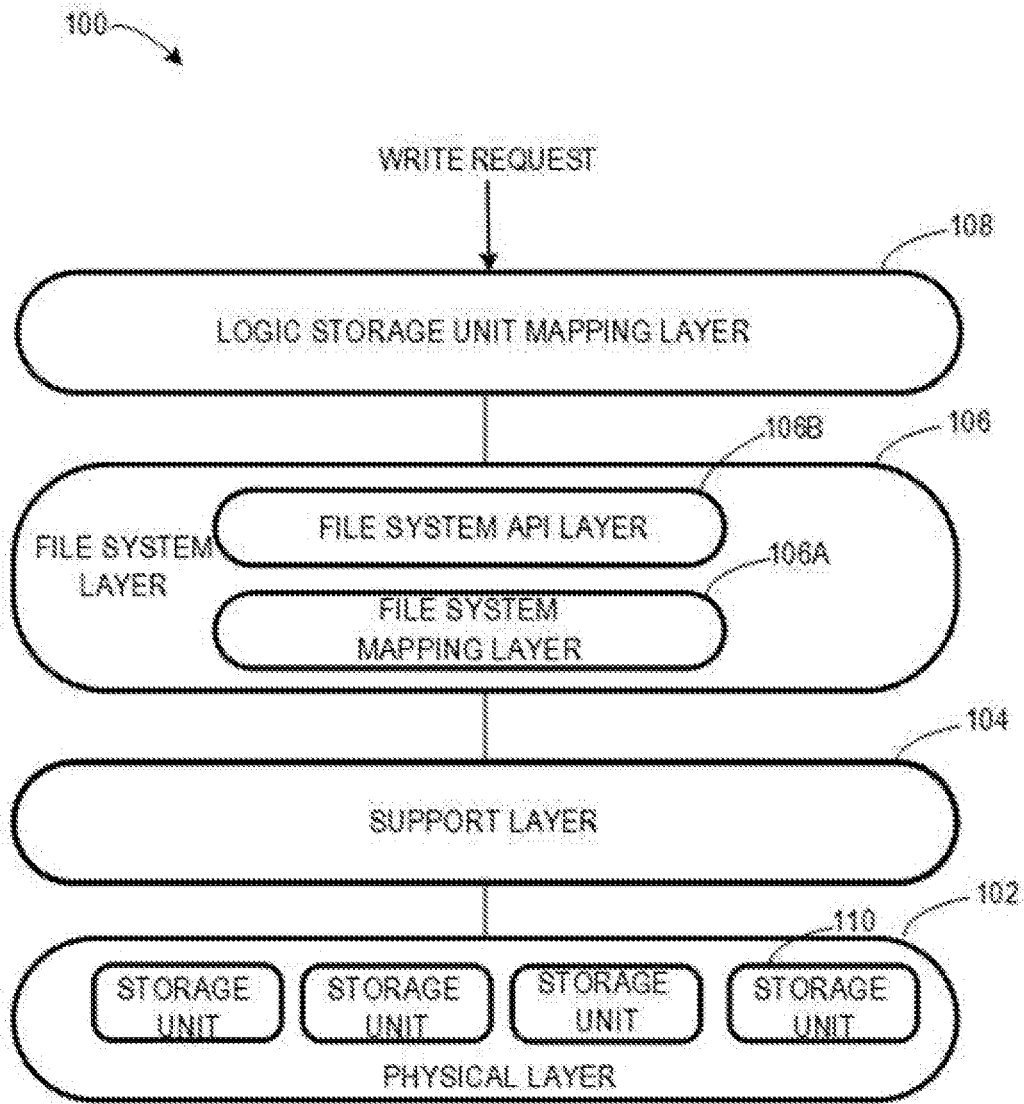 100
WRITE REQUEST
108
LOGIC STORAGE UNIT MAPPING LAYER
106B
106
FILE SYSTEM API LAYER
FILE SYSTEM
LAYER
106A
FILE SYSTEM
MAPPING LAYER
104
SUPPORT LAYER
102
110
STORAGE
UNIT
STORAGE
UNIT
STORAGE
UNIT
STORAGE
UNIT
PHYSICAL LAYER